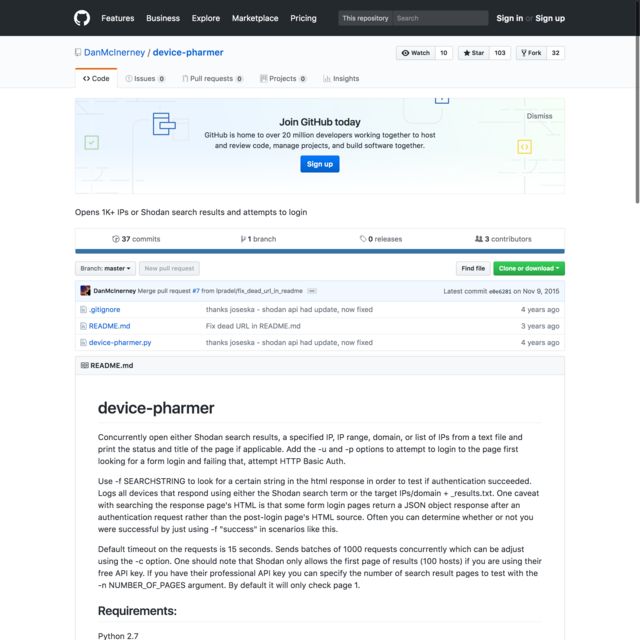 Features Business Explore Marketplace Pricing This repository Search Sign in or Sign up
DanMcInerney / device-pharmer Watch 10 Star 103 Fork 32
Code Issues 0 Pull requests 0 Projects 0 Insights
Dismiss
Join GitHub today
GitHub is home to over 20 million developers working together to host
and review code, manage projects, and build software together.
Sign up
Opens 1K+ IPs or Shodan search results and attempts to login
37 commits 1 branch 0 releases 3 contributors
Branch: master New pull request Find file Clone or download
DanMcInerney Merge pull request #7 from lpradel/fix_dead_url_in_readme Latest commit e0e6281 on Nov 9, 2015
.gitignore thanks joseska - shodan api had update, now fixed 4 years ago
README.md Fix dead URL in README.md 3 years ago
device-pharmer.py thanks joseska - shodan api had update, now fixed 4 years ago
README.md
device-pharmer
Concurrently open either Shodan search results, a specified IP, IP range, domain, or list of IPs from a text file and
print the status and title of the page if applicable. Add the -u and -p options to attempt to login to the page first
looking for a form login and failing that, attempt HTTP Basic Auth.
Use -f SEARCHSTRING to look for a certain string in the html response in order to test if authentication succeeded.
Logs all devices that respond using either the Shodan search term or the target IPs/domain + _results.txt. One caveat
with searching the response page's HTML is that some form login pages return a JSON object response after an
authentication request rather than the post-login page's HTML source. Often you can determine whether or not you
were successful by just using -f "success" in scenarios like this.
Default timeout on the requests is 15 seconds. Sends batches of 1000 requests concurrently which can be adjust
using the -c option. One should note that Shodan only allows the first page of results (100 hosts) if you are using their
free API key. If you have their professional API key you can specify the number of search result pages to test with the
-n NUMBER_OF_PAGES argument. By default it will only check page 1.
Requirements:
Python 2.7